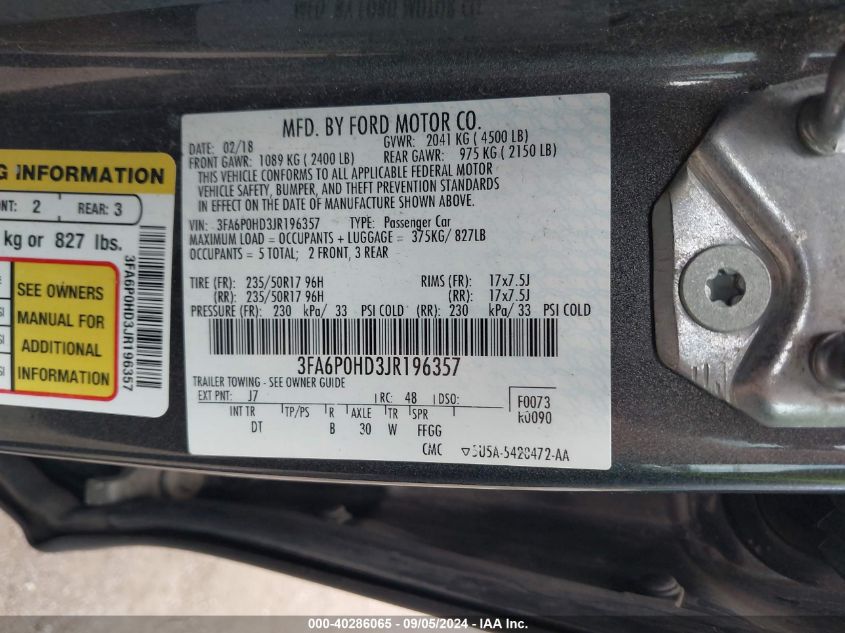 MFD. BY FORD MOTOR CO.
DATE: 02/18 GVWR: 2041 KG ( 4500 LB)
FRONT GAWR: 1089 KG ( 2400 LB) REAR GAWR: 975 KG ( 2150 LB)
THIS VEHICLE CONFORMS TO ALL APPLICABLE FEDERAL MOTOR
VEHICLE SAFETY, BUMPER, AND THEFT PREVENTION STANDARDS
IN EFFECT ON THE DATE OF MANUFACTURE SHOWN ABOVE.
VIN: 3FA6P0HD3JR196357 TYPE: Passenger Car
MAXIMUM LOAD = OCCUPANTS + LUGGAGE = 375KG/ 827LB
OCCUPANTS = 5 TOTAL; 2 FRONT, 3 REAR
TIRE (FR): 235/50R17 96H RIMS (FR): 17x7.5J
(RR): 235/50R17 96H (RR): 17x7.5J
PRESSURE (FR): 230 kPa/ 33 PSI COLD (RR): 230 kPa/ 33 PSI COLD
3FA6P0HD3JR196357
TRAILER TOWING - SEE OWNER GUIDE
EXT PNT: J7 RC: 48 DSO: F0073
R0090
INT TR TP/PS R AXLE TR SPR
DT B 30 W FFGG
CMC
G INFORMATION
NT: 2 REAR: 3
kg or 827 lbs.
SEE OWNERS
MANUAL FOR
ADDITIONAL
INFORMATION
3FA6P0HD3JR196357
000-40286065 - 09/05/2024 - IAA Inc.